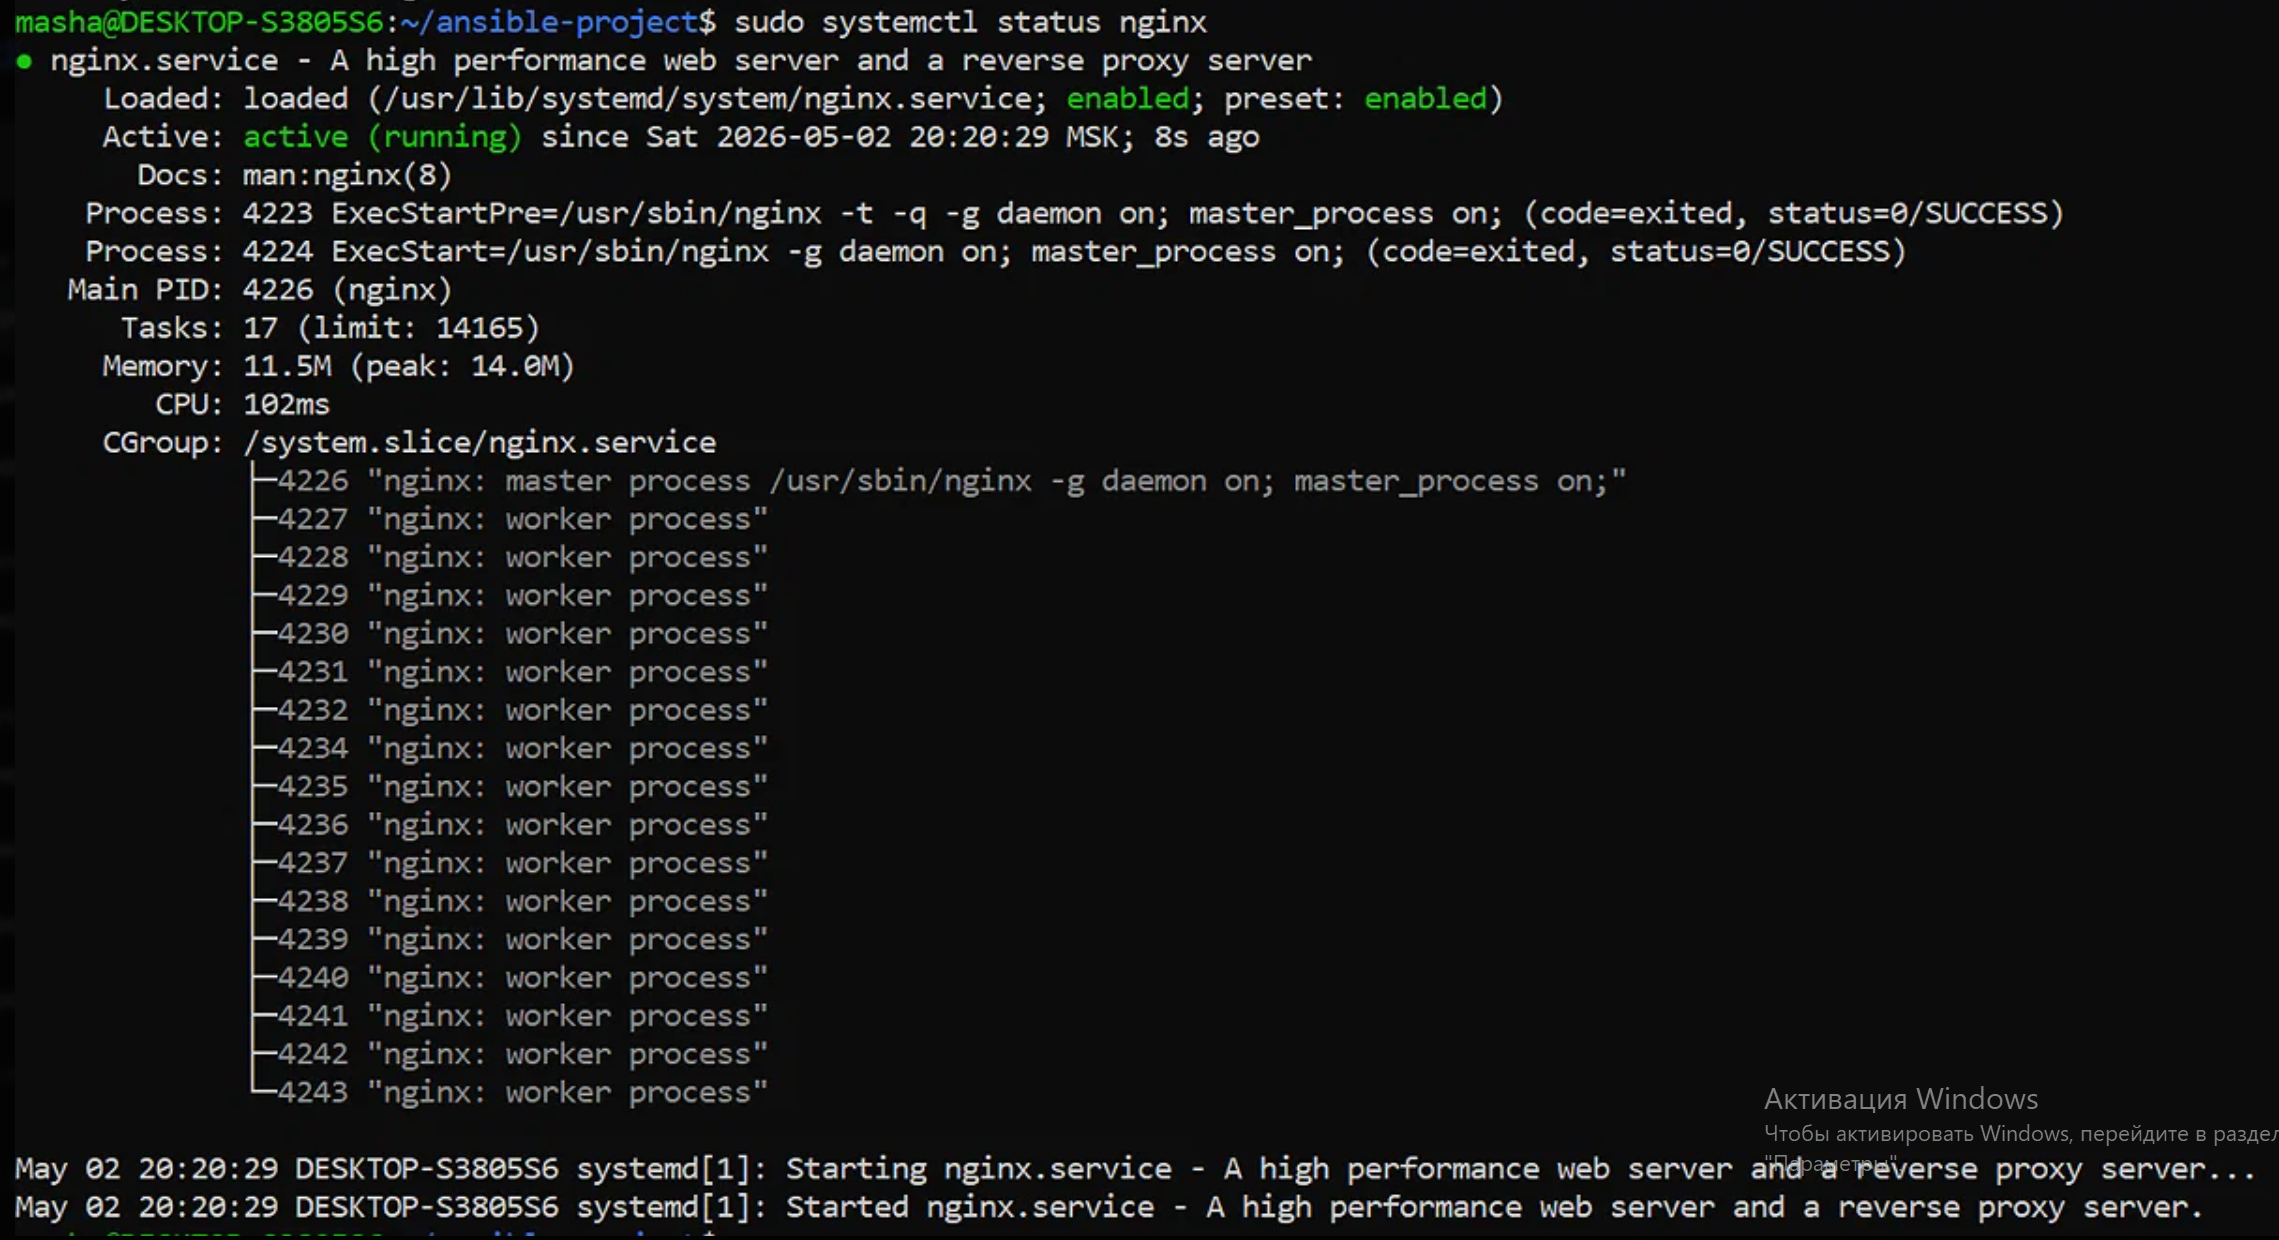 masha@DESKTOP-S3805S6:~/ansible-project$ sudo systemctl status nginx
● nginx.service - A high performance web server and a reverse proxy server
Loaded: loaded (/usr/lib/systemd/system/nginx.service; enabled; preset: enabled)
Active: active (running) since Sat 2026-05-02 20:20:29 MSK; 8s ago
Docs: man:nginx(8)
Process: 4223 ExecStartPre=/usr/sbin/nginx -t -q -g daemon on; master_process on; (code=exited, status=0/SUCCESS)
Process: 4224 ExecStart=/usr/sbin/nginx -g daemon on; master_process on; (code=exited, status=0/SUCCESS)
Main PID: 4226 (nginx)
Tasks: 17 (limit: 14165)
Memory: 11.5M (peak: 14.0M)
CPU: 102ms
CGroup: /system.slice/nginx.service
├─4226 "nginx: master process /usr/sbin/nginx -g daemon on; master_process on;"
├─4227 "nginx: worker process"
├─4228 "nginx: worker process"
├─4229 "nginx: worker process"
├─4230 "nginx: worker process"
├─4231 "nginx: worker process"
├─4232 "nginx: worker process"
├─4234 "nginx: worker process"
├─4235 "nginx: worker process"
├─4236 "nginx: worker process"
├─4237 "nginx: worker process"
├─4238 "nginx: worker process"
├─4239 "nginx: worker process"
├─4240 "nginx: worker process"
├─4241 "nginx: worker process"
├─4242 "nginx: worker process"
└─4243 "nginx: worker process"
Активация Windows
Чтобы активировать Windows, перейдите в раздел
"Параметры".
May 02 20:20:29 DESKTOP-S3805S6 systemd[1]: Starting nginx.service - A high performance web server and a reverse proxy server...
May 02 20:20:29 DESKTOP-S3805S6 systemd[1]: Started nginx.service - A high performance web server and a reverse proxy server.